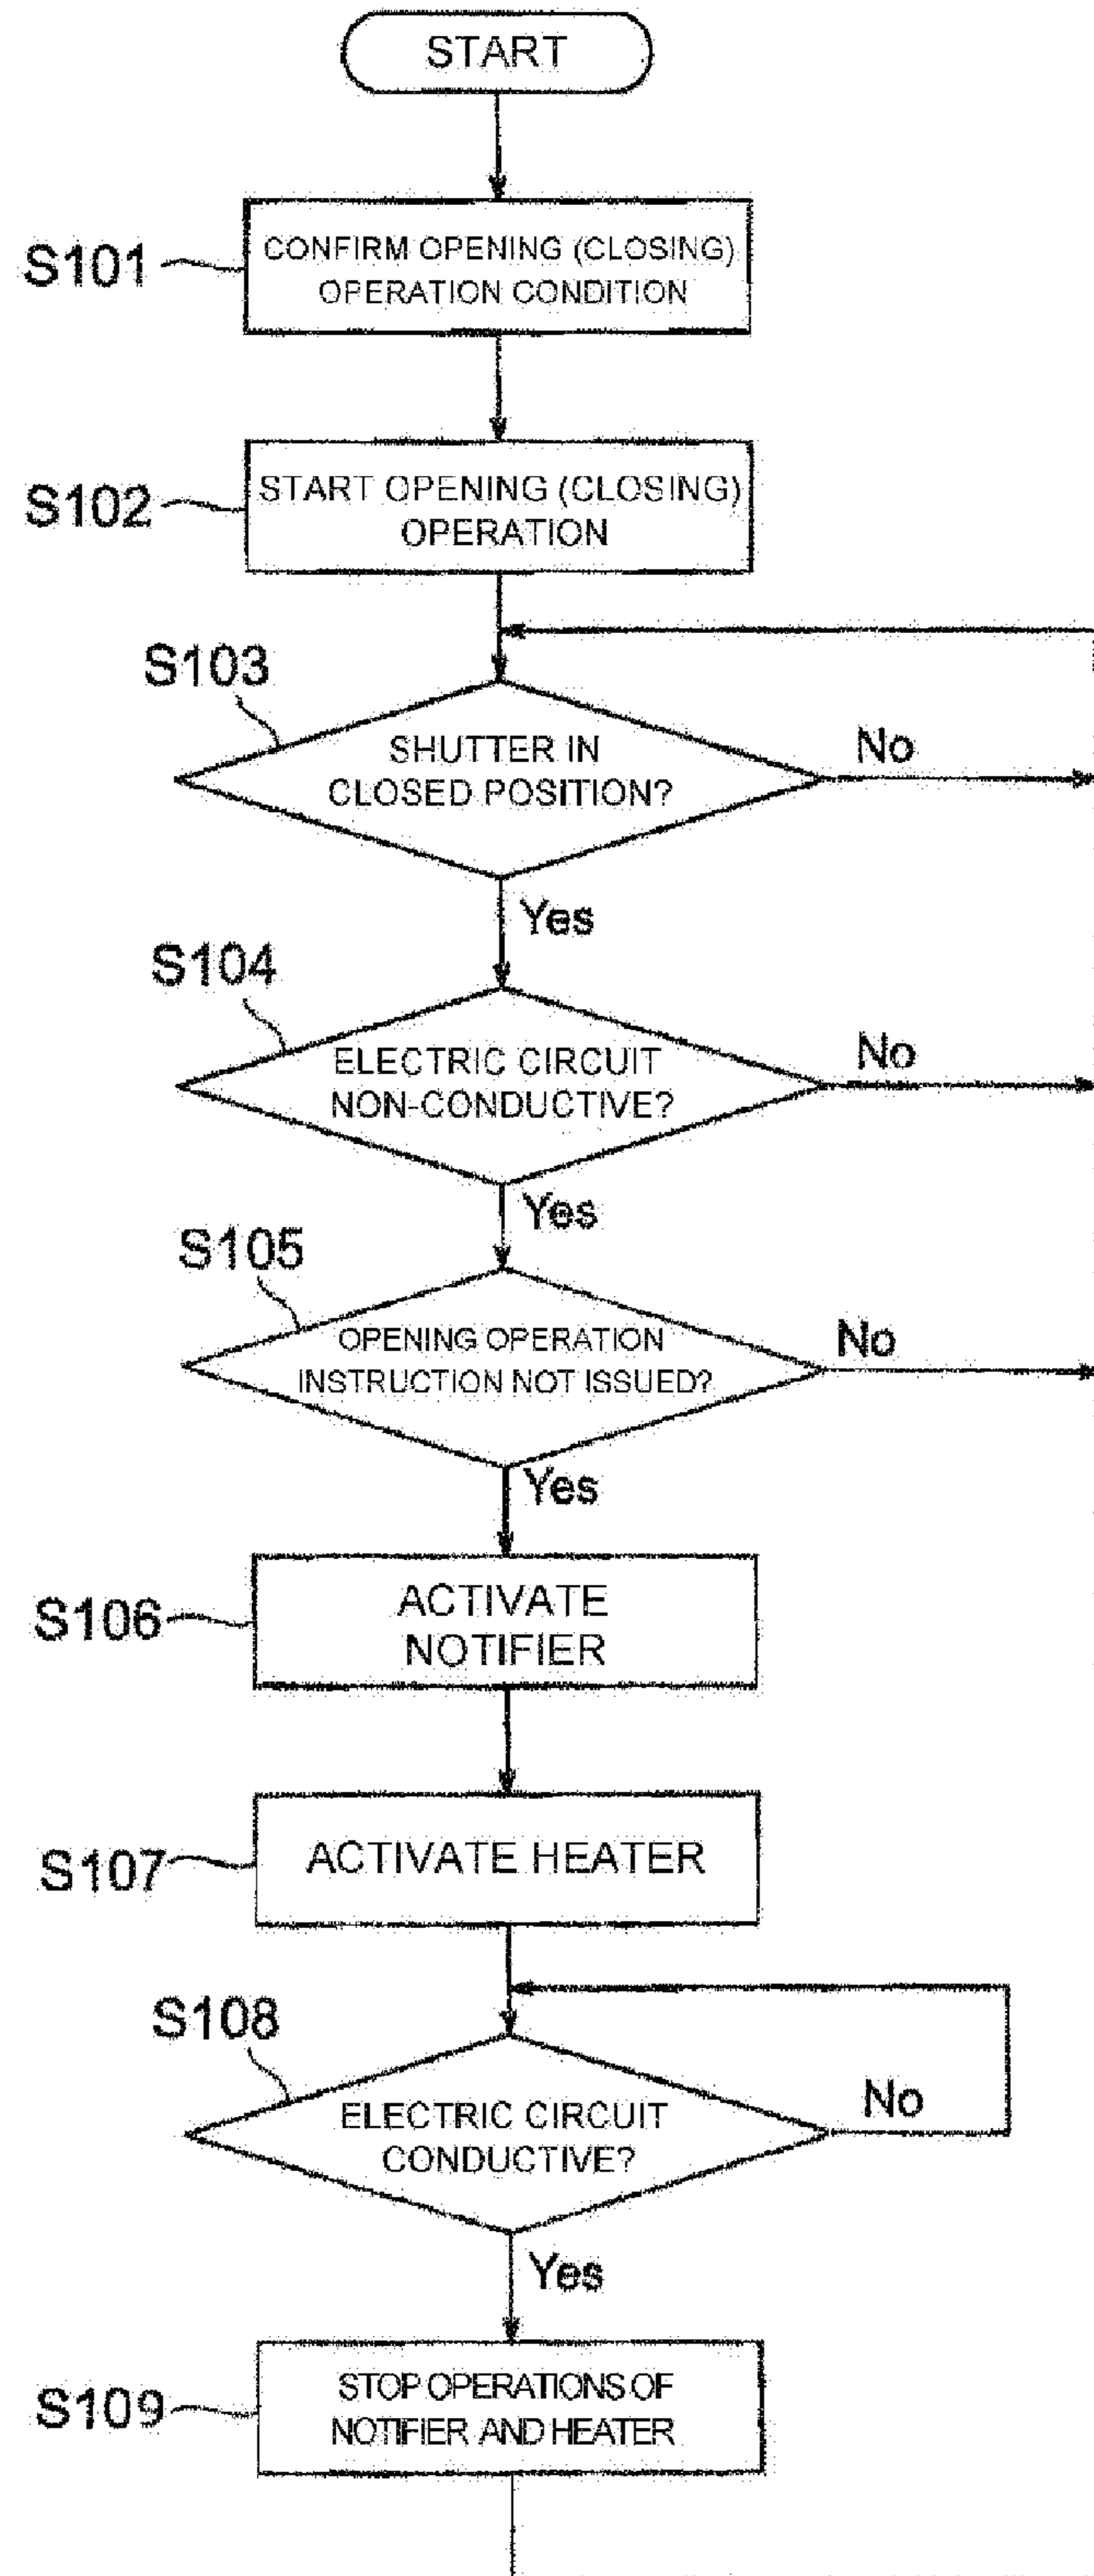 START
S101
CONFIRM OPENING (CLOSING)
OPERATION CONDITION
S102
START OPENING (CLOSING)
OPERATION
S103
SHUTTER IN
CLOSED POSITION?
No
Yes
S104
ELECTRIC CIRCUIT
NON-CONDUCTIVE?
No
Yes
S105
OPENING OPERATION
INSTRUCTION NOT ISSUED?
No
Yes
S106
ACTIVATE
NOTIFIER
S107
ACTIVATE HEATER
S108
ELECTRIC CIRCUIT
CONDUCTIVE?
No
Yes
S109
STOP OPERATIONS OF
NOTIFIER AND HEATER